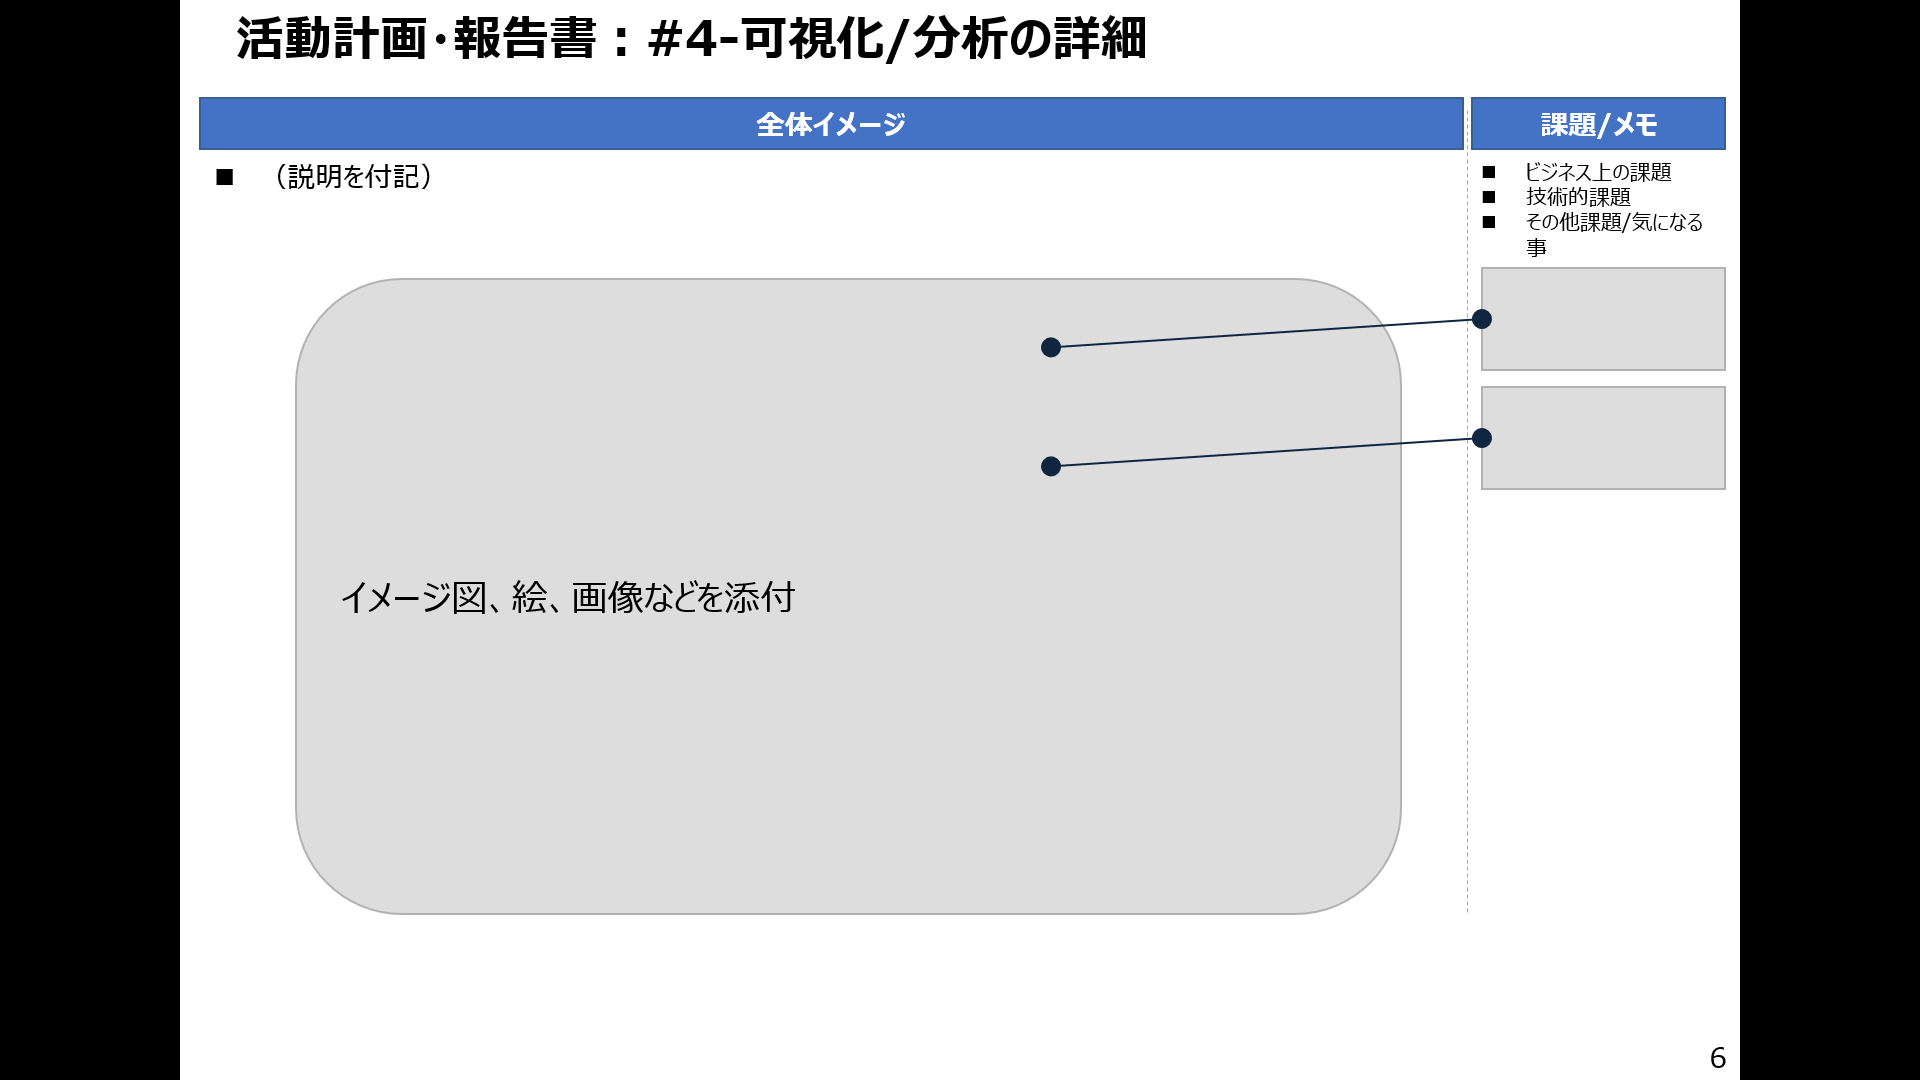 活動計画・報告書：#4-可視化/分析の詳細
全体イメージ
■ （説明を付記）
イメージ図、絵、画像などを添付
課題/メモ
■ ビジネス上の課題
■ 技術的課題
■ その他課題/気になる
事
6